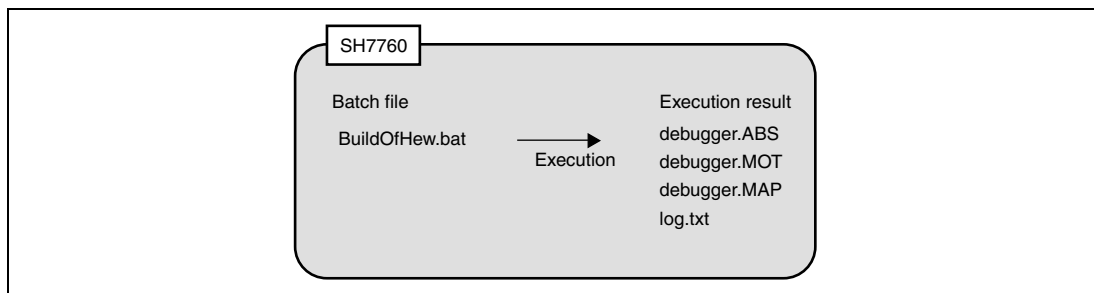 SH7760
Batch file
BuildOfHew.bat
Execution
Execution result
debugger.ABS
debugger.MOT
debugger.MAP
log.txt